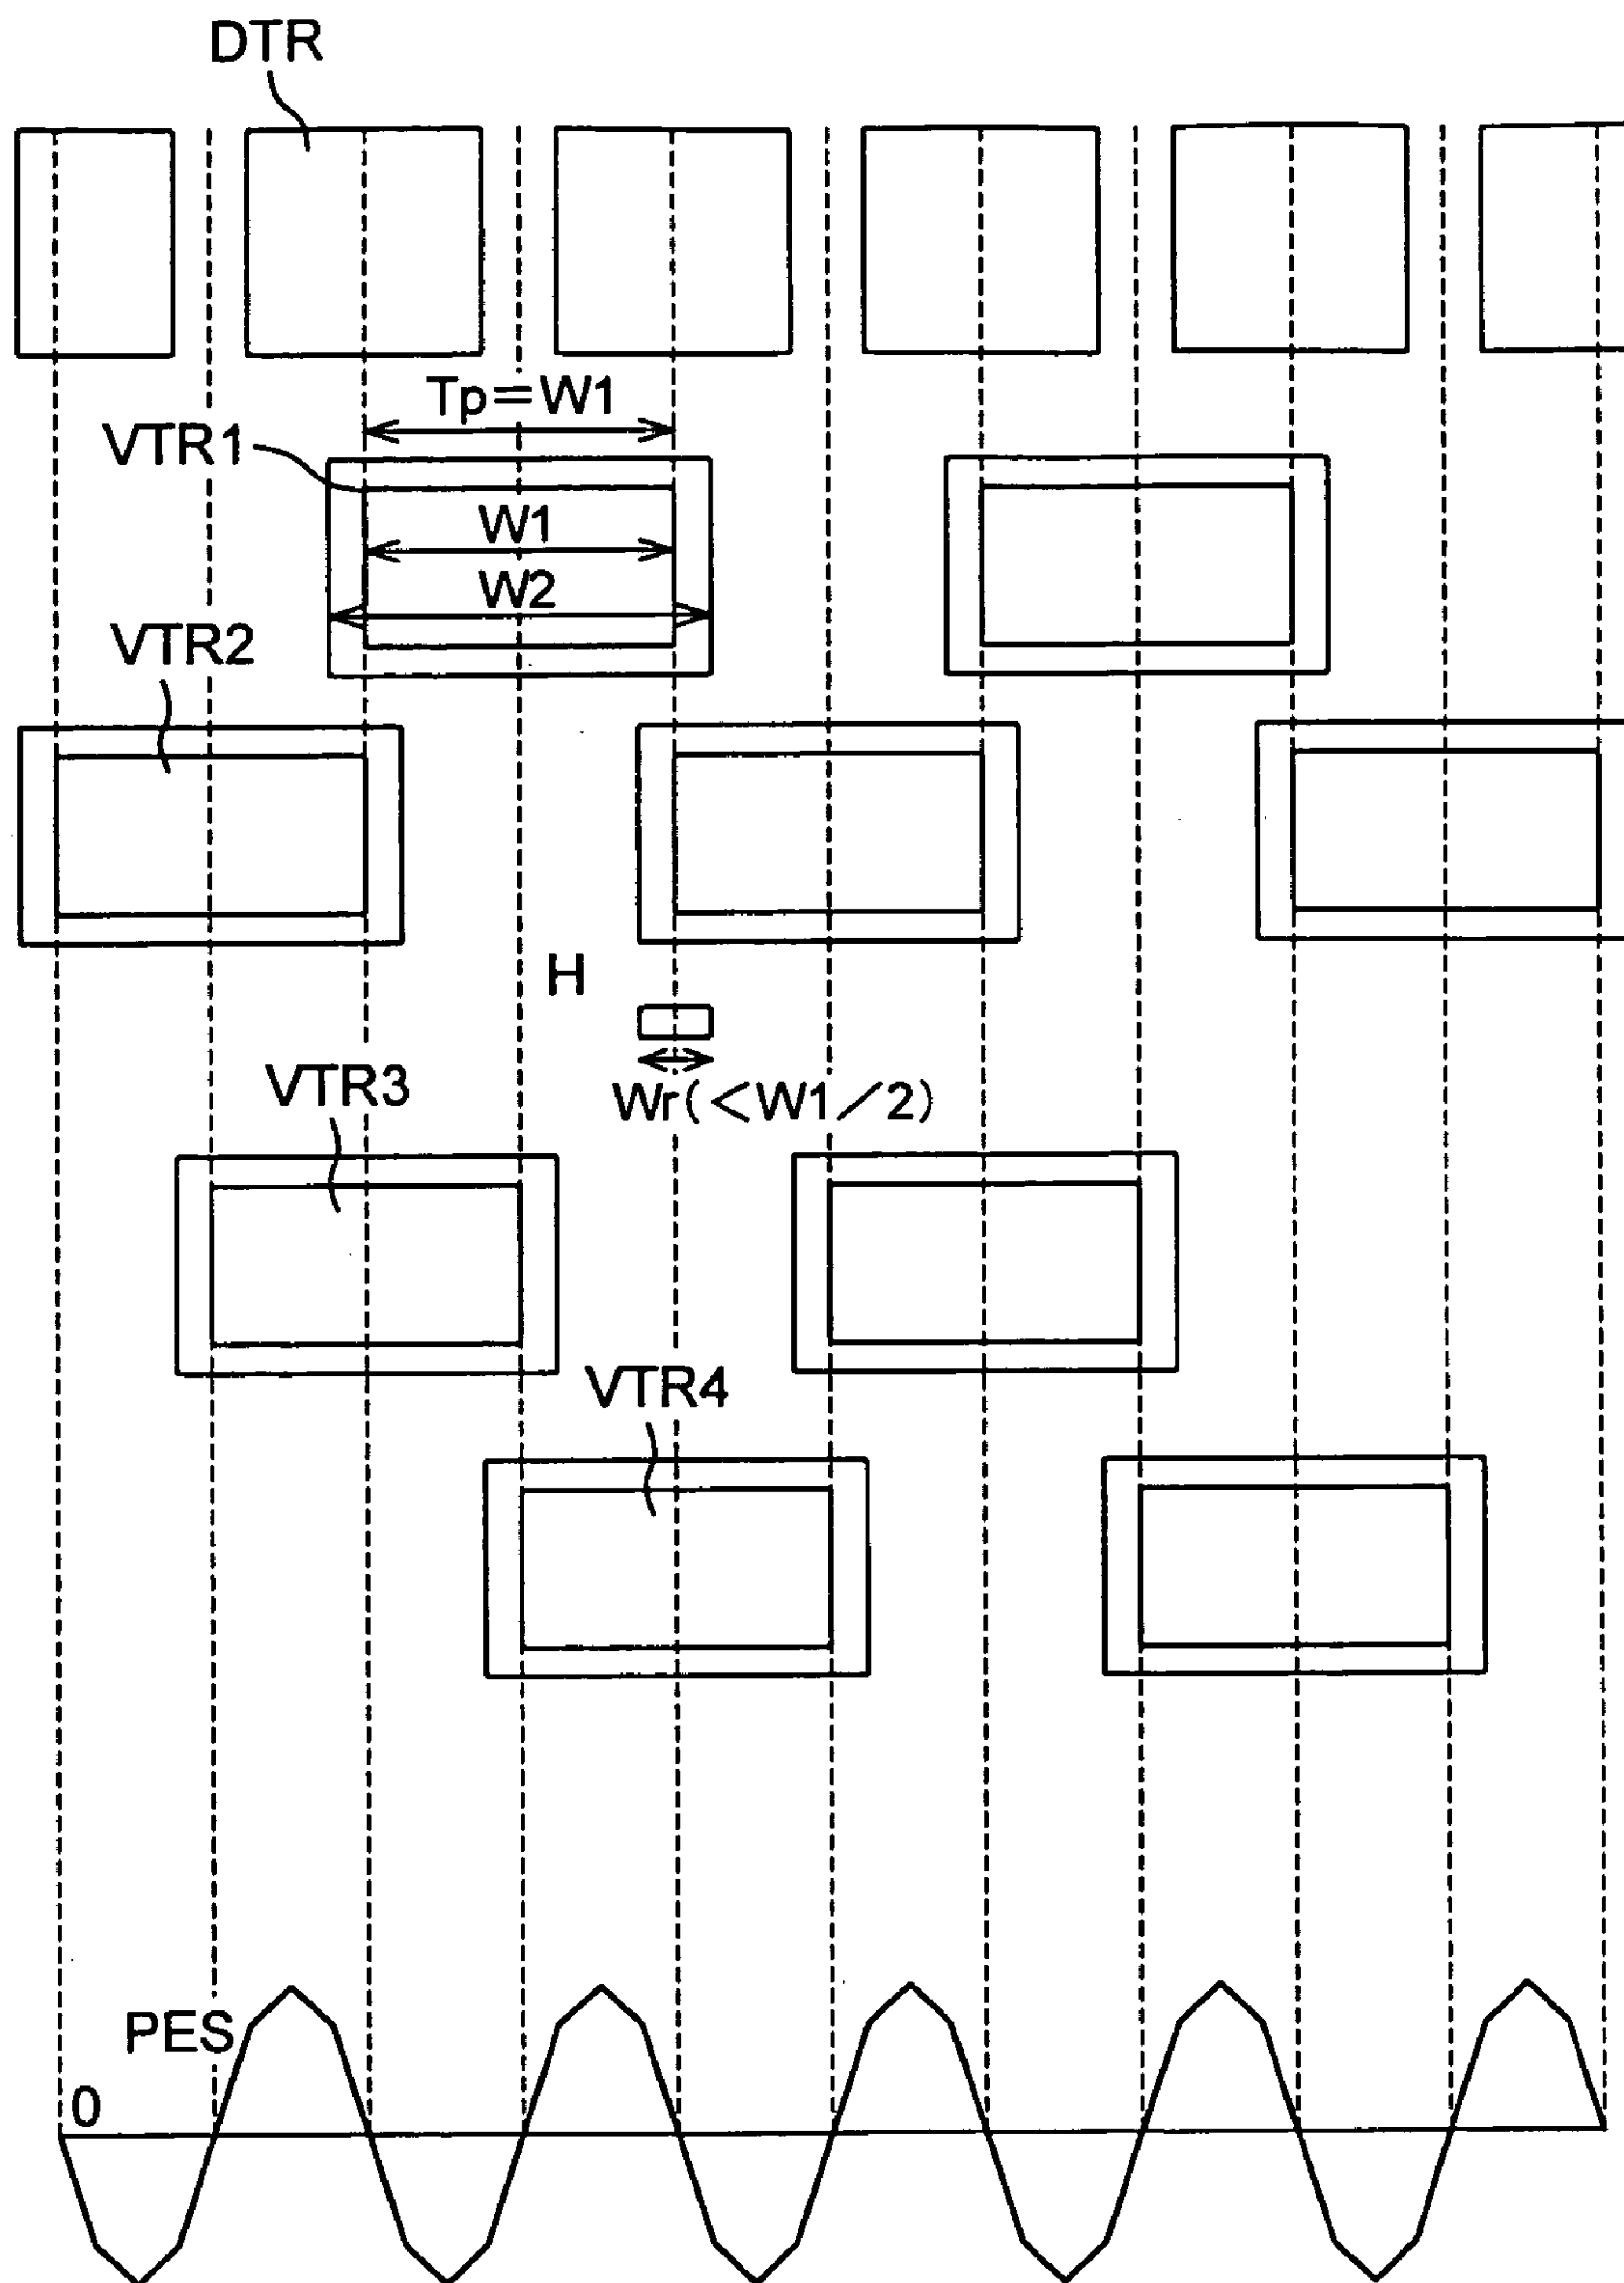 DTR
Tp=W1
VTR1
W1
W2
VTR2
H
Wr(<W1/2)
VTR3
VTR4
PES
0